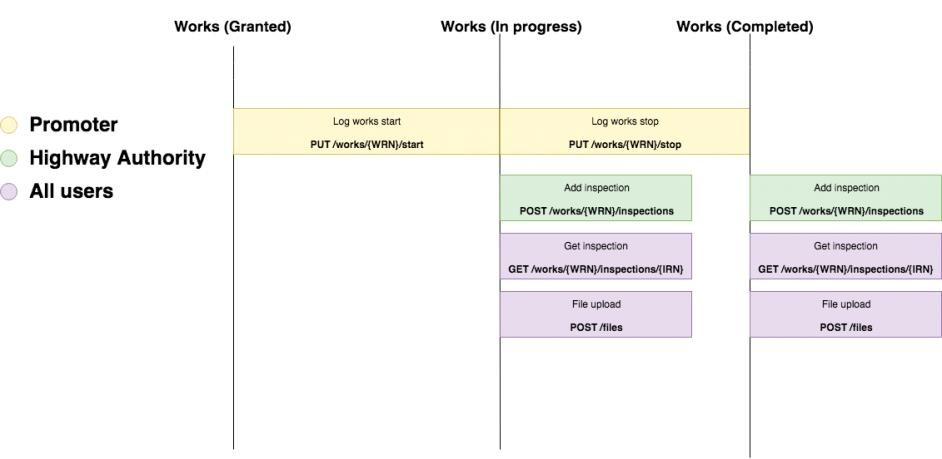 Works (Granted)
Works (In progress)
Works (Completed)
Promoter
Highway Authority
All users
Log works start
PUT /works/{WRN}/start
Log works stop
PUT /works/{WRN}/stop
Add inspection
POST /works/{WRN}/inspections
Add inspection
POST /works/{WRN}/inspections
Get inspection
GET /works/{WRN}/inspections/{IRN}
Get inspection
GET /works/{WRN}/inspections/{IRN}
File upload
POST /files
File upload
POST /files